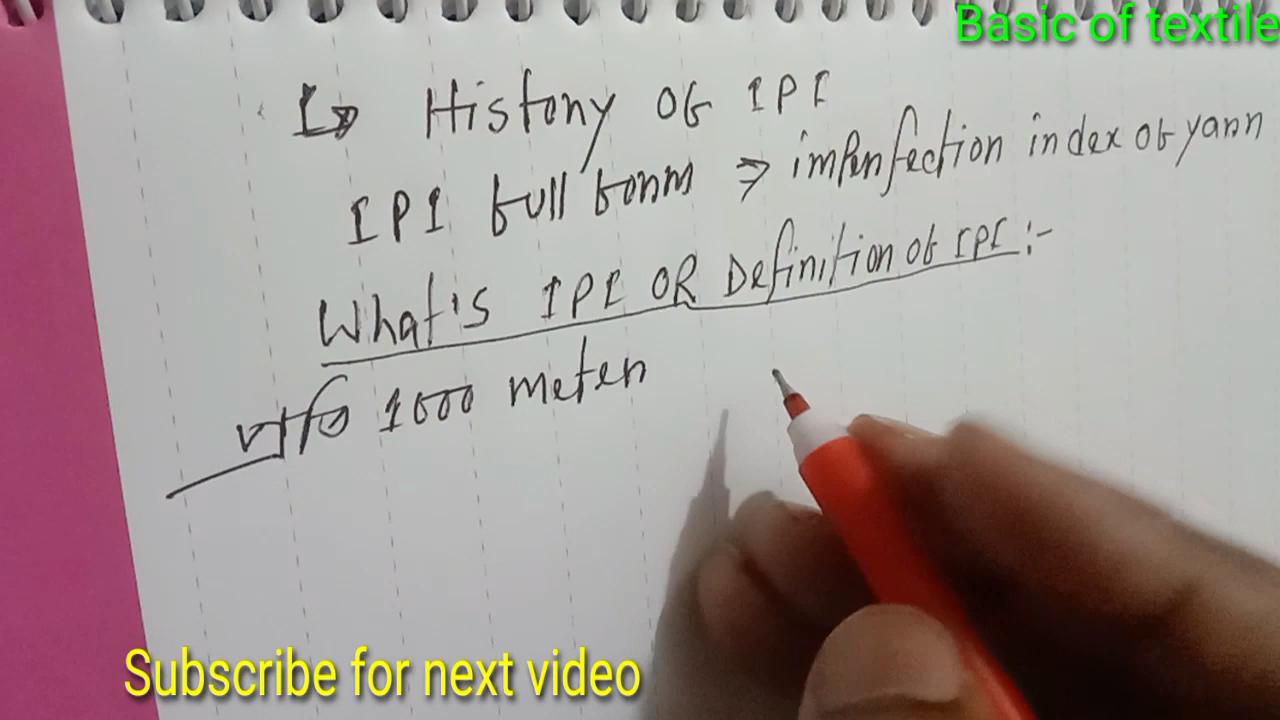 Basic of textile
1) History of IPI
IPI full form ⇒ imperfection index of yarn
What's IPI OR Definition of IPI :-
1000 meter
Subscribe for next video